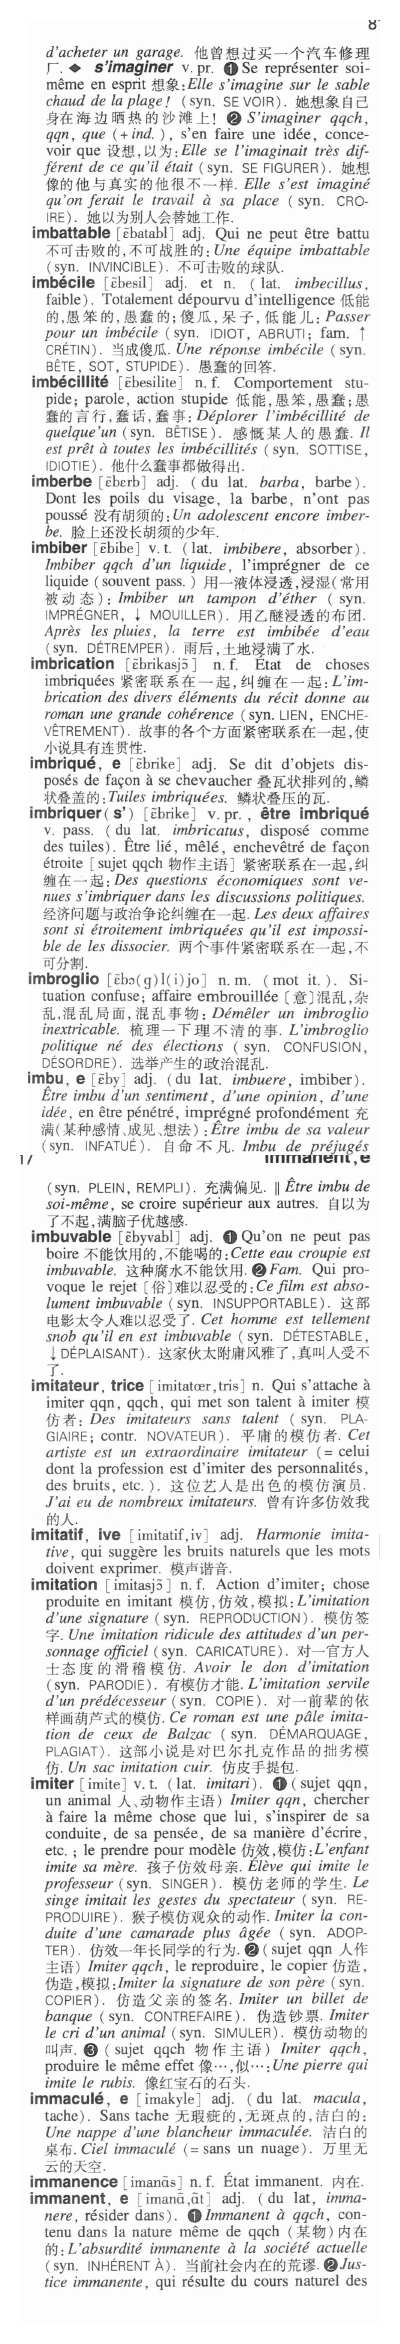 d'acheter un garage. 他曾想过买一个汽车修理
厂. ◆ s'imaginer v. pr. ❶ Se représenter soi-
même en esprit 想象: Elle s'imagine sur le sable
chaud de la plage! (syn. SE VOIR). 她想象自己
身在海边晒热的沙滩上! ❷ S'imaginer qqch,
qqn, que (+ ind.), s'en faire une idée, conce-
voir que 设想,以为: Elle se l'imaginait très dif-
férent de ce qu'il était (syn. SE FIGURER). 她想
像的他与真实的他很不一样. Elle s'est imaginé
qu'on ferait le travail à sa place (syn. CRO-
IRE). 她以为别人会替她工作.
imbattable [ɛ̃batabl] adj. Qui ne peut être battu
不可击败的,不可战胜的: Une équipe imbattable
(syn. INVINCIBLE). 不可击败的球队.
imbécile [ɛ̃besil] adj. et n. (lat. imbecillus,
faible). Totalement dépourvu d'intelligence 低能
的,愚笨的,愚蠢的;傻瓜,呆子,低能儿: Passer
pour un imbécile (syn. IDIOT, ABRUTI; fam. ↑
CRÉTIN). 当成傻瓜. Une réponse imbécile (syn.
BÊTE, SOT, STUPIDE). 愚蠢的回答.
imbécillité [ɛ̃besilite] n. f. Comportement stu-
pide; parole, action stupide 低能,愚笨,愚蠢;愚
蠢的言行,蠢话,蠢事: Déplorer l'imbécillité de
quelque'un (syn. BÊTISE). 感慨某人的愚蠢. Il
est prêt à toutes les imbécillités (syn. SOTTISE,
IDIOTIE). 他什么蠢事都做得出.
imberbe [ɛ̃bɛrb] adj. (du lat. barba, barbe).
Dont les poils du visage, la barbe, n'ont pas
poussé 没有胡须的: Un adolescent encore imber-
be. 脸上还没长胡须的少年.
imbiber [ɛ̃bibe] v. t. (lat. imbibere, absorber).
Imbiber qqch d'un liquide, l'imprégner de ce
liquide (souvent pass.) 用一液体浸透,浸湿(常用
被动态): Imbiber un tampon d'éther (syn.
IMPRÉGNER, ↓ MOUILLER). 用乙醚浸透的布团.
Après les pluies, la terre est imbibée d'eau
(syn. DÉTREMPER). 雨后,土地浸满了水.
imbrication [ɛ̃brikasjɔ̃] n. f. État de choses
imbriquées 紧密联系在一起,纠缠在一起: L'im-
brication des divers éléments du récit donne au
roman une grande cohérence (syn. LIEN, ENCHE-
VÊTREMENT). 故事的各个方面紧密联系在一起,使
小说具有连贯性.
imbriqué, e [ɛ̃brike] adj. Se dit d'objets dis-
posés de façon à se chevaucher 叠瓦状排列的,鳞
状叠盖的: Tuiles imbriquées. 鳞状叠压的瓦.
imbriquer(s') [ɛ̃brike] v. pr., être imbriqué
v. pass. (du lat. imbricatus, disposé comme
des tuiles). Être lié, mêlé, enchevêtré de façon
étroite [sujet qqch 物作主语] 紧密联系在一起,纠
缠在一起: Des questions économiques sont ve-
nues s'imbriquer dans les discussions politiques.
经济问题与政治争论纠缠在一起. Les deux affaires
sont si étroitement imbriquées qu'il est impossi-
ble de les dissocier. 两个事件紧密联系在一起,不
可分割.
imbroglio [ɛ̃bɔ(g)l(i)jo] n. m. (mot it.). Si-
tuation confuse; affaire embrouillée [意]混乱,杂
乱,混乱局面,混乱事物: Démêler un imbroglio
inextricable. 梳理一下理不清的事. L'imbroglio
politique né des élections (syn. CONFUSION,
DÉSORDRE). 选举产生的政治混乱.
imbu, e [ɛ̃by] adj. (du lat. imbuere, imbiber).
Être imbu d'un sentiment, d'une opinion, d'une
idée, en être pénétré, imprégné profondément 充
满(某种感情、成见、想法): Être imbu de sa valeur
(syn. INFATUÉ). 自命不凡. Imbu de préjugés
immanent, e
(syn. PLEIN, REMPLI). 充满偏见. ‖ Être imbu de
soi-même, se croire supérieur aux autres. 自以为
了不起,满脑子优越感.
imbuvable [ɛ̃byvabl] adj. ❶ Qu'on ne peut pas
boire 不能饮用的,不能喝的: Cette eau croupie est
imbuvable. 这种腐水不能饮用. ❷ Fam. Qui pro-
voque le rejet [俗]难以忍受的: Ce film est abso-
lument imbuvable (syn. INSUPPORTABLE). 这部
电影太令人难以忍受了. Cet homme est tellement
snob qu'il en est imbuvable (syn. DÉTESTABLE,
↓ DÉPLAISANT). 这家伙太附庸风雅了,真叫人受不
了.
imitateur, trice [imitatœr, tris] n. Qui s'attache à
imiter qqn, qqch, qui met son talent à imiter 模
仿者: Des imitateurs sans talent (syn. PLA-
GIAIRE; contr. NOVATEUR). 平庸的模仿者. Cet
artiste est un extraordinaire imitateur (= celui
dont la profession est d'imiter des personnalités,
des bruits, etc.). 这位艺人是出色的模仿演员.
J'ai eu de nombreux imitateurs. 曾有许多仿效我
的人.
imitatif, ive [imitatif, iv] adj. Harmonie imita-
tive, qui suggère les bruits naturels que les mots
doivent exprimer. 模声谐音.
imitation [imitasjɔ̃] n. f. Action d'imiter; chose
produite en imitant 模仿,仿效,模拟: L'imitation
d'une signature (syn. REPRODUCTION). 模仿签
字. Une imitation ridicule des attitudes d'un per-
sonnage officiel (syn. CARICATURE). 对一官方人
士态度的滑稽模仿. Avoir le don d'imitation
(syn. PARODIE). 有模仿才能. L'imitation servile
d'un prédécesseur (syn. COPIE). 对一前辈的依
样画葫芦式的模仿. Ce roman est une pâle imita-
tion de ceux de Balzac (syn. DÉMARQUAGE,
PLAGIAT). 这部小说是对巴尔扎克作品的拙劣模
仿. Un sac imitation cuir. 仿皮手提包.
imiter [imite] v. t. (lat. imitari). ❶ (sujet qqn,
un animal 人、动物作主语) Imiter qqn, chercher
à faire la même chose que lui, s'inspirer de sa
conduite, de sa pensée, de sa manière d'écrire,
etc.; le prendre pour modèle 仿效,模仿: L'enfant
imite sa mère. 孩子仿效母亲. Élève qui imite le
professeur (syn. SINGER). 模仿老师的学生. Le
singe imitait les gestes du spectateur (syn. RE-
PRODUIRE). 猴子模仿观众的动作. Imiter la con-
duite d'une camarade plus âgée (syn. ADOP-
TER). 仿效一年长同学的行为. ❷ (sujet qqn 人作
主语) Imiter qqch, le reproduire, le copier 仿造,
伪造,模拟: Imiter la signature de son père (syn.
COPIER). 仿造父亲的签名. Imiter un billet de
banque (syn. CONTREFAIRE). 伪造钞票. Imiter
le cri d'un animal (syn. SIMULER). 模仿动物的
叫声. ❸ (sujet qqch 物作主语) Imiter qqch,
produire le même effet 像…,似…: Une pierre qui
imite le rubis. 像红宝石的石头.
immaculé, e [imakyle] adj. (du lat. macula,
tache). Sans tache 无瑕疵的,无斑点的,洁白的:
Une nappe d'une blancheur immaculée. 洁白的
桌布. Ciel immaculé (= sans un nuage). 万里无
云的天空.
immanence [imanɑ̃s] n. f. État immanent. 内在.
immanent, e [imanɑ̃, ɑ̃t] adj. (du lat, imma-
nere, résider dans). ❶ Immanent à qqch, con-
tenu dans la nature même de qqch (某物)内在
的: L'absurdité immanente à la société actuelle
(syn. INHÉRENT À). 当前社会内在的荒谬. ❷ Jus-
tice immanente, qui résulte du cours naturel des